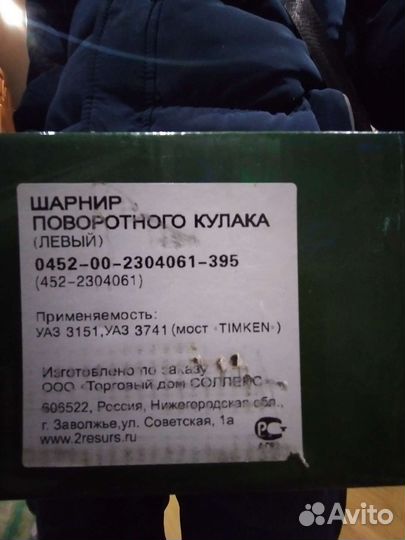 ШАРНИР
ПОВОРОТНОГО КУЛАКА
(ЛЕВЫЙ)
0452-00-2304061-395
(452-2304061)
Применяемость:
УАЗ 3151,УАЗ 3741 (мост «TIMKEN»)
Изготовлено по заказу
ООО «Торговый дом СОЛЛЕРС
606522, Россия, Нижегородская обл.,
г. Заволжье,ул. Советская, 1а
www.2resurs.ru
Avito